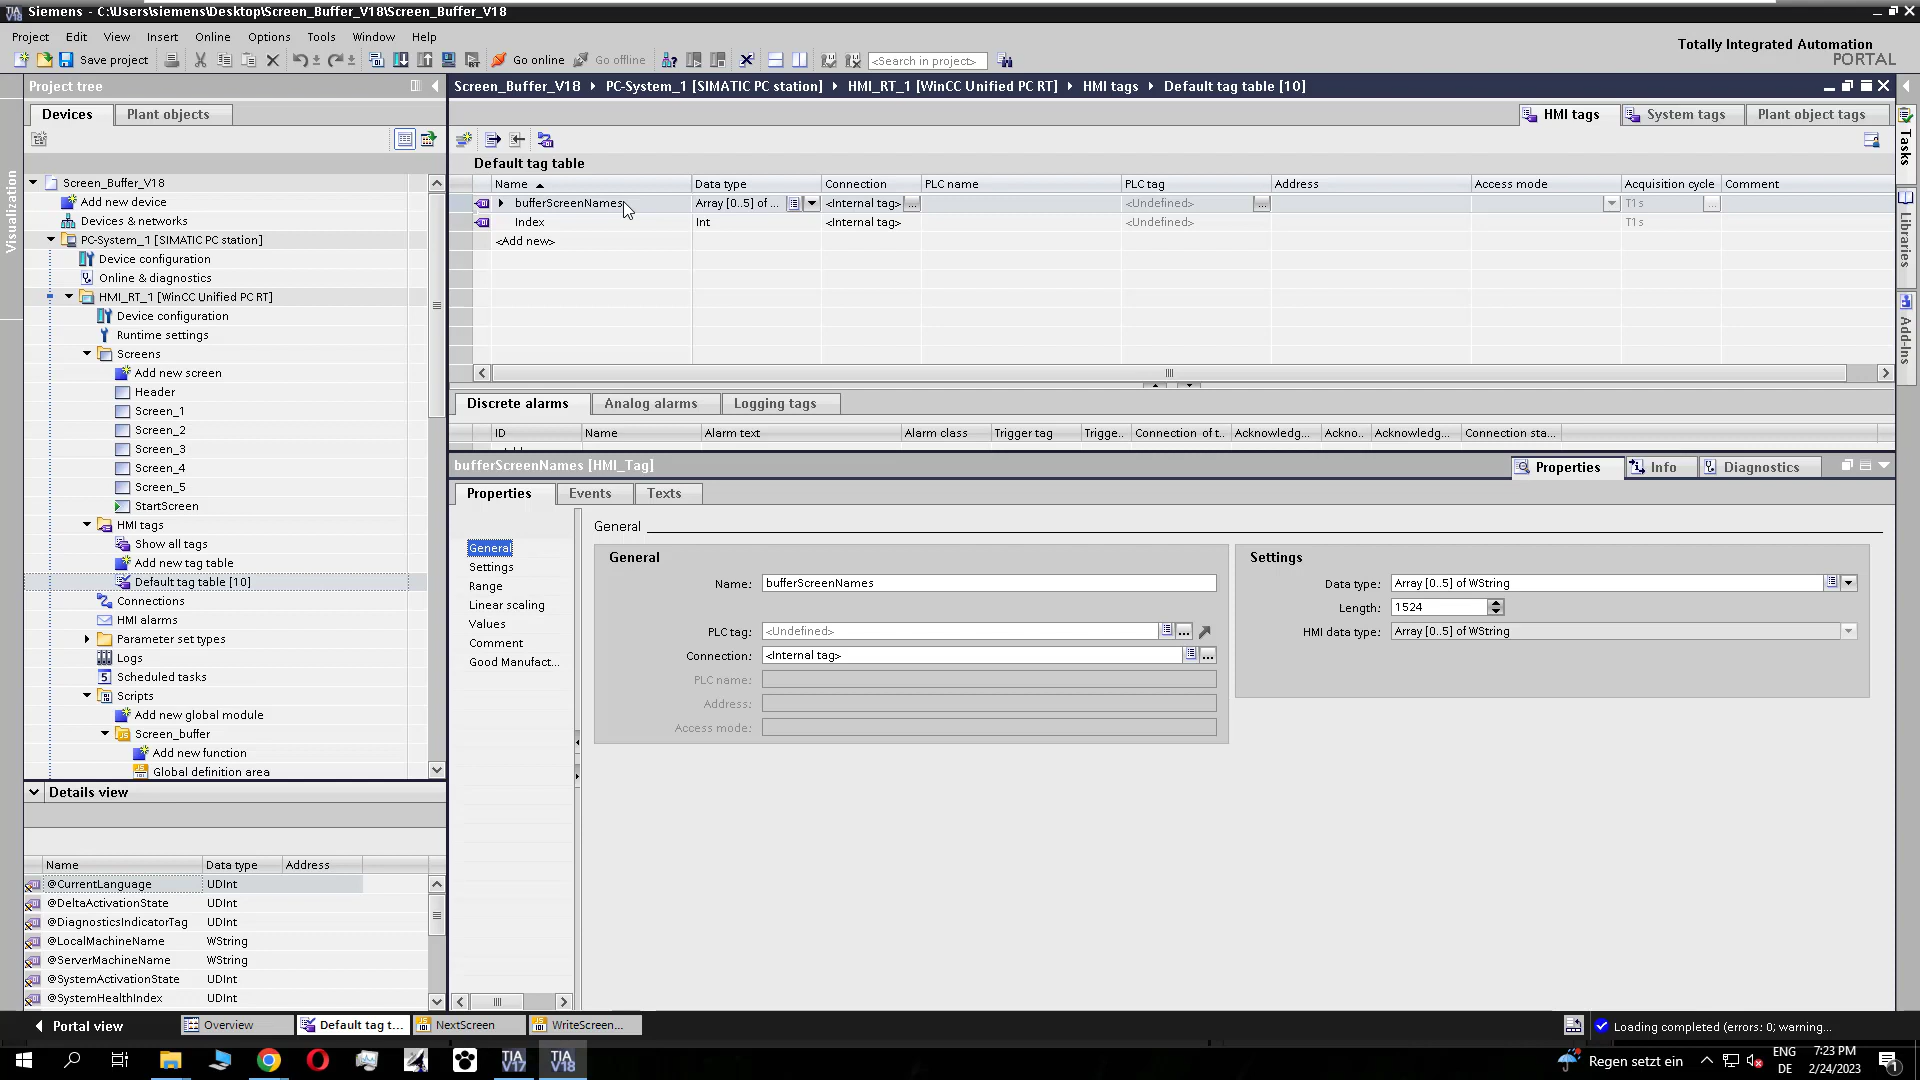 Siemens - C:\Users\siemens\Desktop\Screen_Buffer_V18\Screen_Buffer_V18
Project Edit View Insert Online Options Tools Window Help
Totally Integrated Automation
PORTAL
Save project
Go online
Go offline
<Search in project>
Project tree
Screen_Buffer_V18 PC-System_1 [SIMATIC PC station] HMI_RT_1 [WinCC Unified PC RT] HMI tags Default tag table [10]
Devices Plant objects
HMI tags System tags Plant object tags
Visualization
Tasks
Libraries
Add-Ins
Screen_Buffer_V18
Add new device
Devices & networks
PC-System_1 [SIMATIC PC station]
Device configuration
Online & diagnostics
HMI_RT_1 [WinCC Unified PC RT]
Device configuration
Runtime settings
Screens
Add new screen
Header
Screen_1
Screen_2
Screen_3
Screen_4
Screen_5
StartScreen
HMI tags
Show all tags
Add new tag table
Default tag table [10]
Connections
HMI alarms
Parameter set types
Logs
Scheduled tasks
Scripts
Add new global module
Screen_buffer
Add new function
Global definition area
Default tag table
Name Data type Connection PLC name PLC tag Address Access mode Acquisition cycle Comment
bufferScreenNames Array [0..5] of ... <Internal tag> ... <Undefined> ... T1s ...
Index Int <Internal tag> <Undefined> T1s
<Add new>
Discrete alarms Analog alarms Logging tags
ID Name Alarm text Alarm class Trigger tag Trigge.. Connection of t.. Acknowledg... Ackno.. Acknowledg... Connection sta...
bufferScreenNames [HMI_Tag]
Properties Info Diagnostics
Properties Events Texts
General
Settings
Range
Linear scaling
Values
Comment
Good Manufact...
General
General
Name: bufferScreenNames
PLC tag: <Undefined> ...
Connection: <Internal tag> ...
PLC name:
Address:
Access mode:
Settings
Data type: Array [0..5] of WString
Length: 1524
HMI data type: Array [0..5] of WString
Details view
Name Data type Address
@CurrentLanguage UDInt
@DeltaActivationState UDInt
@DiagnosticsIndicatorTag UDInt
@LocalMachineName WString
@ServerMachineName WString
@SystemActivationState UDInt
@SystemHealthIndex UDInt
Portal view
Overview
Default tag t...
NextScreen
WriteScreen...
Loading completed (errors: 0; warning...
TIA V17
TIA V18
Regen setzt ein
ENG
DE
7:23 PM
2/24/2023
1